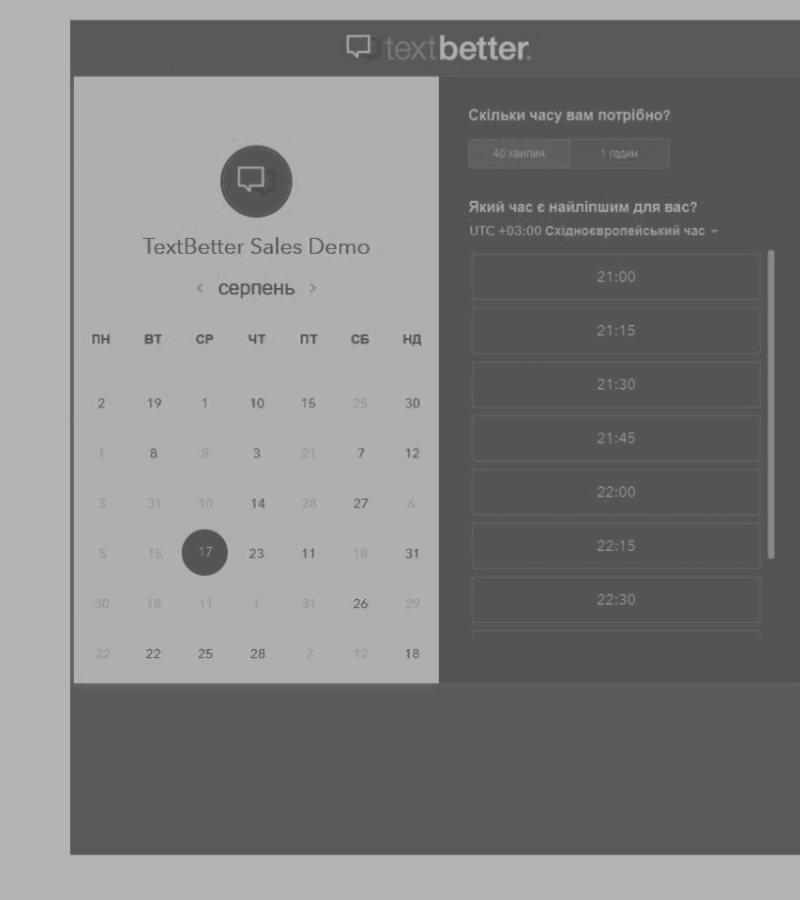 textbetter.
TextBetter Sales Demo
‹ серпень ›
ПН ВТ СР ЧТ ПТ СБ НД
2 19 1 10 15 25 30
1 8 8 3 21 7 12
3 31 10 14 28 27 6
5 15 17 23 11 18 31
30 18 11 1 31 26 29
22 22 25 28 7 12 18
Скільки часу вам потрібно?
40 хвилин 1 годин
Який час є найліпшим для вас?
UTC +03:00 Східноєвропейський час
21:00
21:15
21:30
21:45
22:00
22:15
22:30